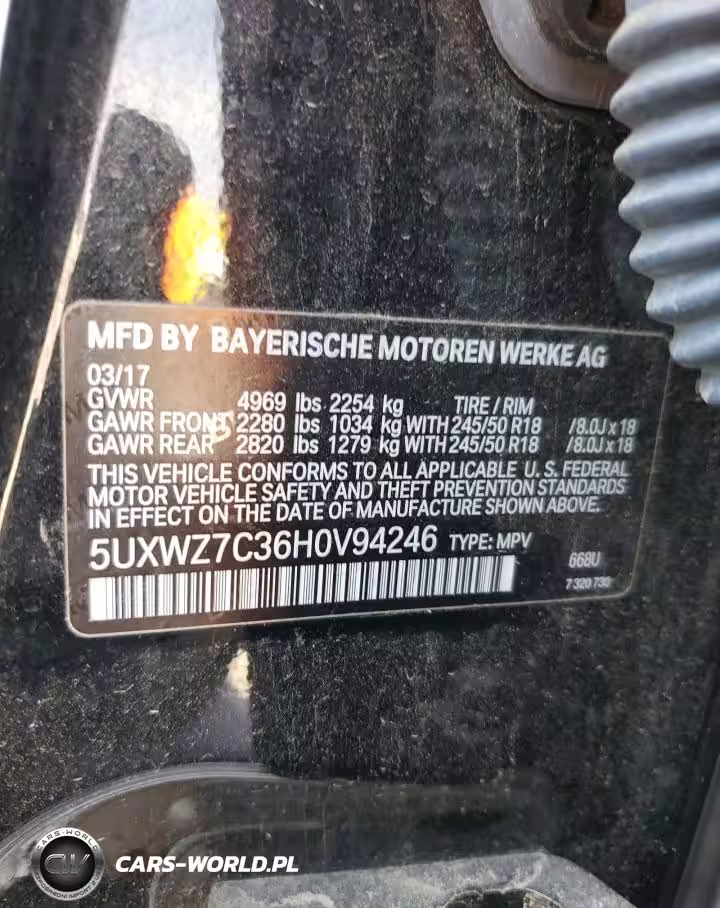 MFD BY BAYERISCHE MOTOREN WERKE AG
03/17
GVWR 4969 lbs 2254 kg TIRE / RIM
GAWR FRONT 2280 lbs 1034 kg WITH 245/50 R18 /8.0J x 18
GAWR REAR 2820 lbs 1279 kg WITH 245/50 R18 /8.0J x 18
THIS VEHICLE CONFORMS TO ALL APPLICABLE U. S. FEDERAL
MOTOR VEHICLE SAFETY AND THEFT PREVENTION STANDARDS
IN EFFECT ON THE DATE OF MANUFACTURE SHOWN ABOVE.
5UXWZ7C36H0V94246 TYPE: MPV
668U
7 320 730
CARS-WORLD
CW
CARS-WORLD.PL